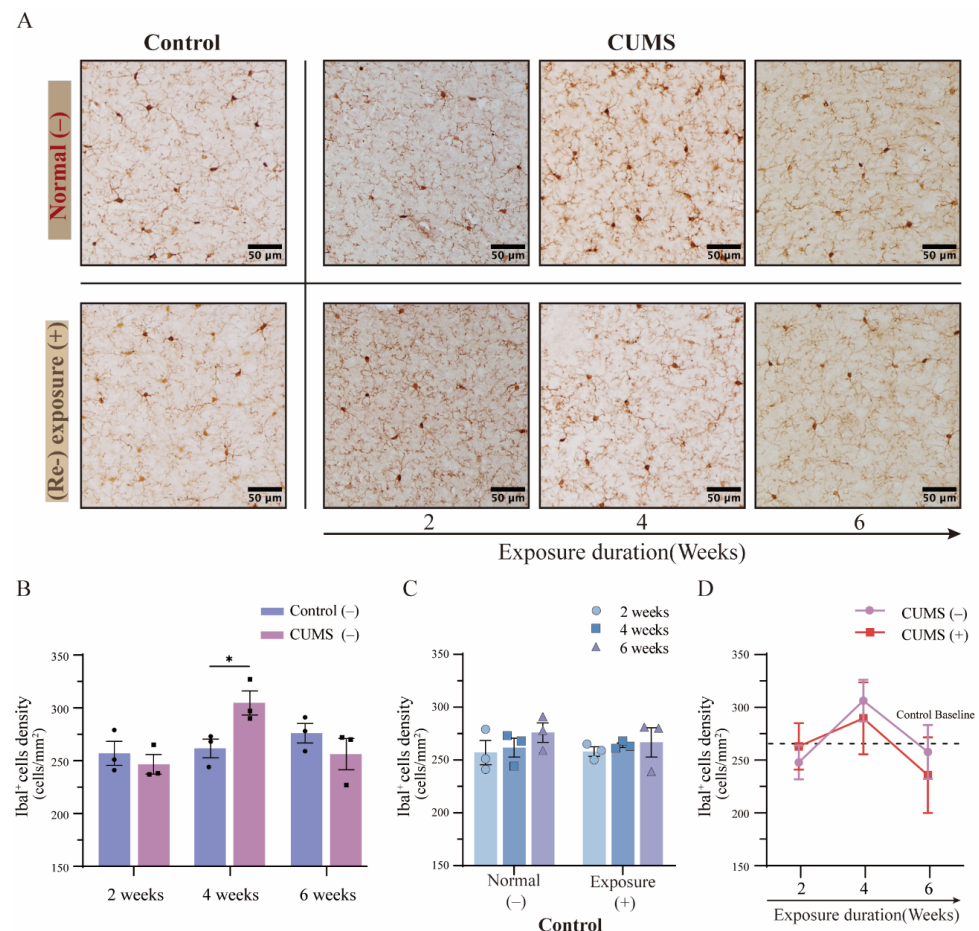 A
Control
CUMS
Normal (–)
50 µm
50 µm
50 µm
50 µm
(Re-) exposure (+)
50 µm
50 µm
50 µm
50 µm
2
4
6
Exposure duration(Weeks)
B
Control (–)
CUMS (–)
*
Ibal⁺ cells density
(cells/mm²)
350
300
250
200
150
2 weeks
4 weeks
6 weeks
C
2 weeks
4 weeks
6 weeks
Ibal⁺ cells density
(cells/mm²)
350
300
250
200
150
Normal
(–)
Exposure
(+)
Control
D
CUMS (–)
CUMS (+)
Control Baseline
Ibal⁺ cells density
(cells/mm²)
350
300
250
200
150
2
4
6
Exposure duration(Weeks)